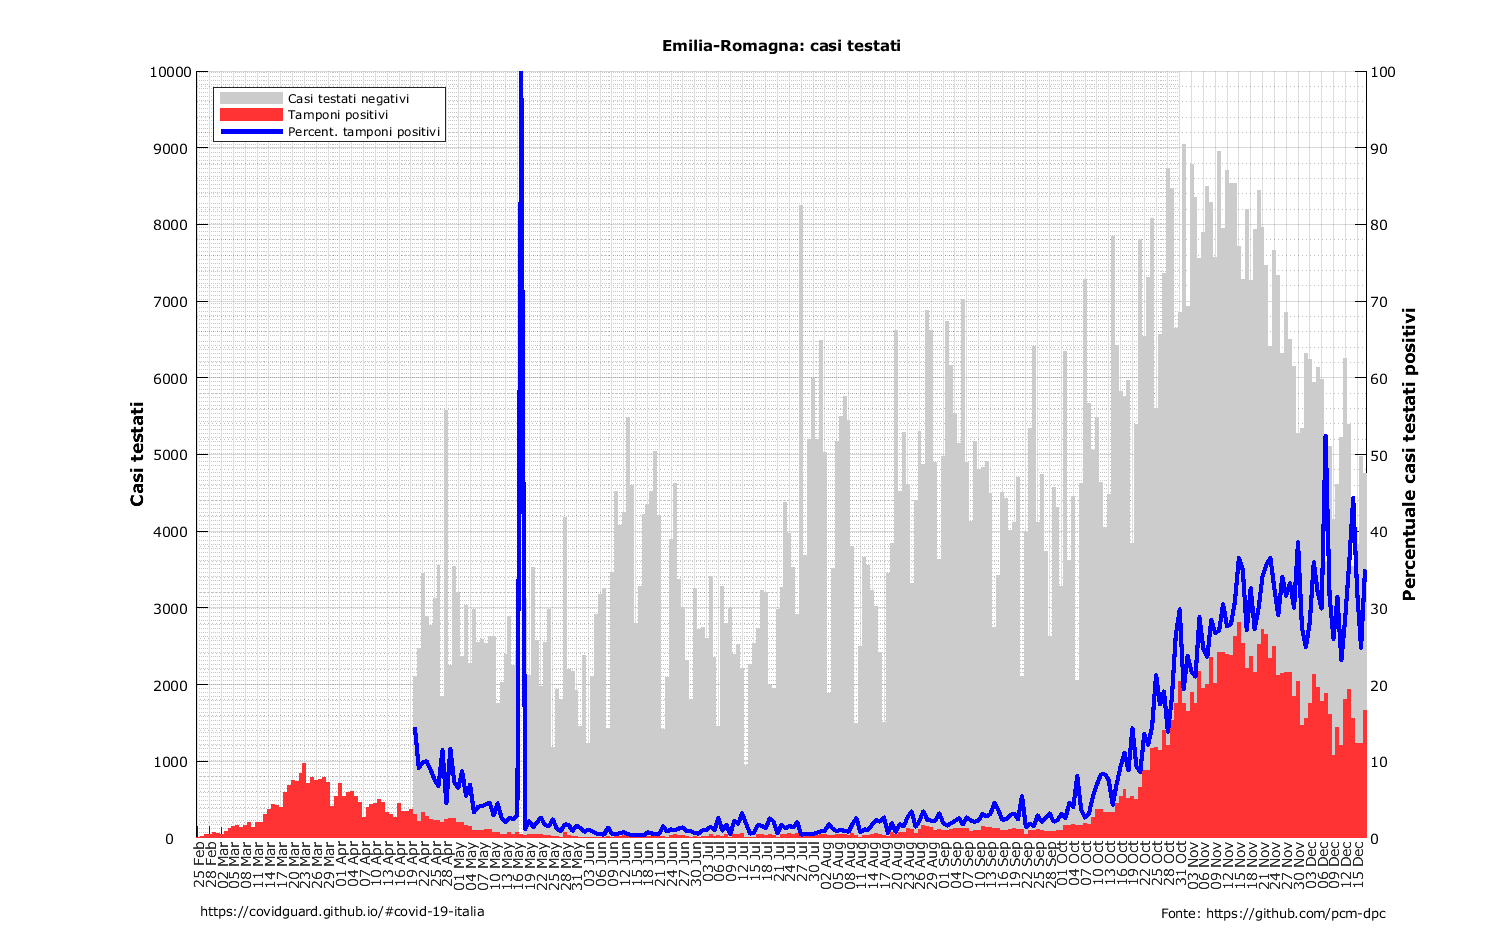 Emilia-Romagna: casi testati
Casi testati negativi
Tamponi positivi
Percent. tamponi positivi
10000
9000
8000
7000
6000
5000
4000
3000
2000
1000
0
Casi testati
100
90
80
70
60
50
40
30
20
10
0
Percentuale casi testati positivi
25 Feb
28 Feb
02 Mar
05 Mar
08 Mar
11 Mar
14 Mar
17 Mar
20 Mar
23 Mar
26 Mar
29 Mar
01 Apr
04 Apr
07 Apr
10 Apr
13 Apr
16 Apr
19 Apr
22 Apr
25 Apr
28 Apr
01 May
04 May
07 May
10 May
13 May
16 May
19 May
22 May
25 May
28 May
31 May
03 Jun
06 Jun
09 Jun
12 Jun
15 Jun
18 Jun
21 Jun
24 Jun
27 Jun
30 Jun
03 Jul
06 Jul
09 Jul
12 Jul
15 Jul
18 Jul
21 Jul
24 Jul
27 Jul
30 Jul
02 Aug
05 Aug
08 Aug
11 Aug
14 Aug
17 Aug
20 Aug
23 Aug
26 Aug
29 Aug
01 Sep
04 Sep
07 Sep
10 Sep
13 Sep
16 Sep
19 Sep
22 Sep
25 Sep
28 Sep
01 Oct
04 Oct
07 Oct
10 Oct
13 Oct
16 Oct
19 Oct
22 Oct
25 Oct
28 Oct
31 Oct
03 Nov
06 Nov
09 Nov
12 Nov
15 Nov
18 Nov
21 Nov
24 Nov
27 Nov
30 Nov
03 Dec
06 Dec
09 Dec
12 Dec
15 Dec
https://covidguard.github.io/#covid-19-italia
Fonte: https://github.com/pcm-dpc